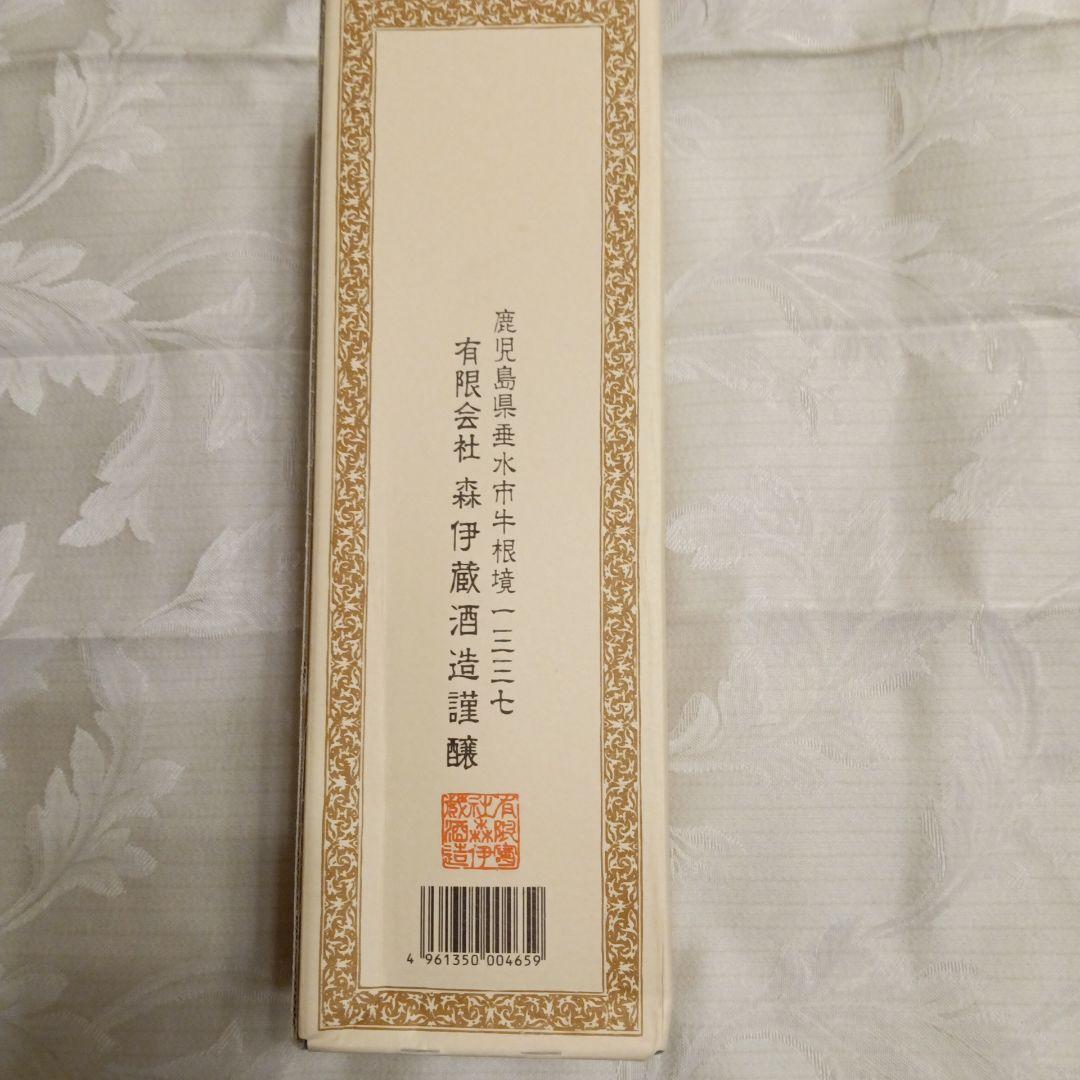 鹿児島県垂水市牛根境一三三七
有限会社 森伊蔵酒造謹醸
有限會
社森伊
蔵酒造
4 961350 004659